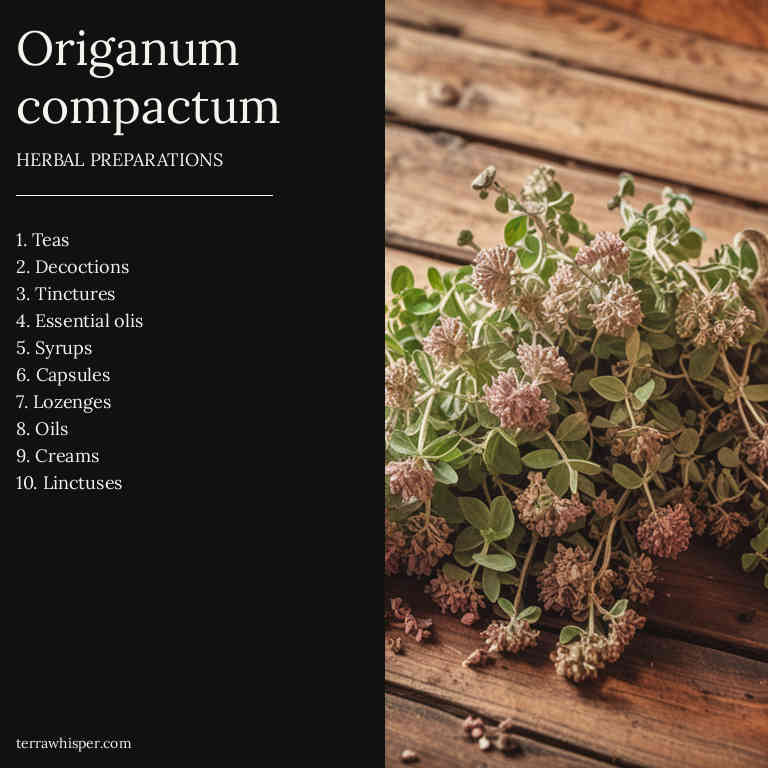 Origanum
compactum
HERBAL PREPARATIONS
1. Teas
2. Decoctions
3. Tinctures
4. Essential olis
5. Syrups
6. Capsules
7. Lozenges
8. Oils
9. Creams
10. Linctuses
terrawhisper.com